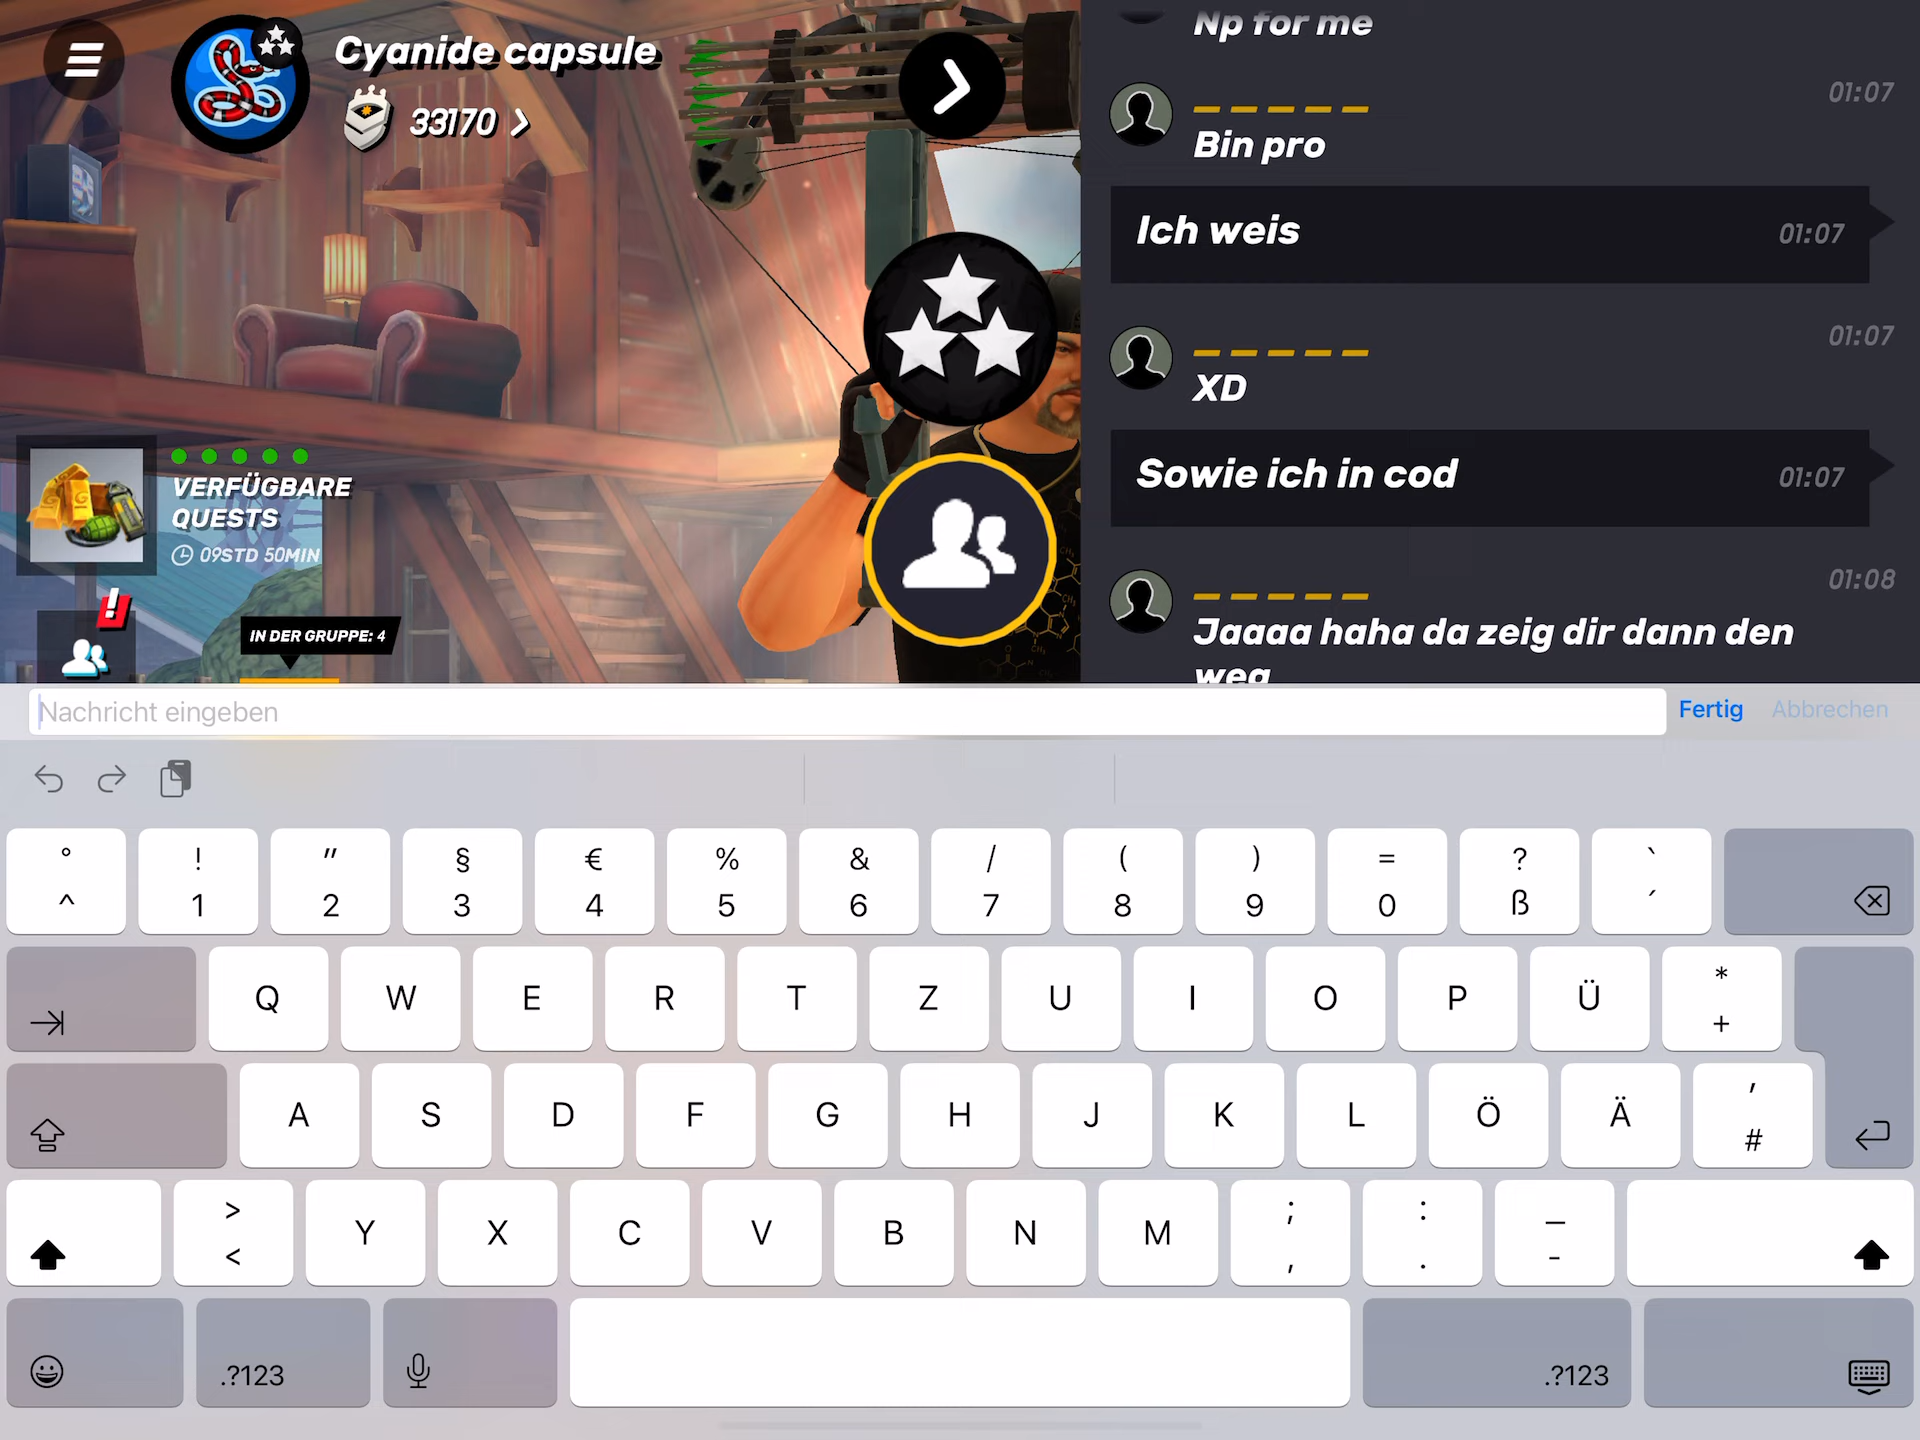 Cyanide capsule
33170
VERFÜGBARE
QUESTS
09STD 50MIN
IN DER GRUPPE: 4
Np for me
01:07
_ _ _ _ _
Bin pro
Ich weis
01:07
01:07
_ _ _ _ _
XD
Sowie ich in cod
01:07
01:08
_ _ _ _ _
Jaaaa haha da zeig dir dann den
weg
Nachricht eingeben
Fertig
Abbrechen
° ! " § € % & / ( ) = ? `
^ 1 2 3 4 5 6 7 8 9 0 ß ´
Q W E R T Z U I O P Ü * +
A S D F G H J K L Ö Ä ' #
> < Y X C V B N M ; , : . _ -
.?123
.?123